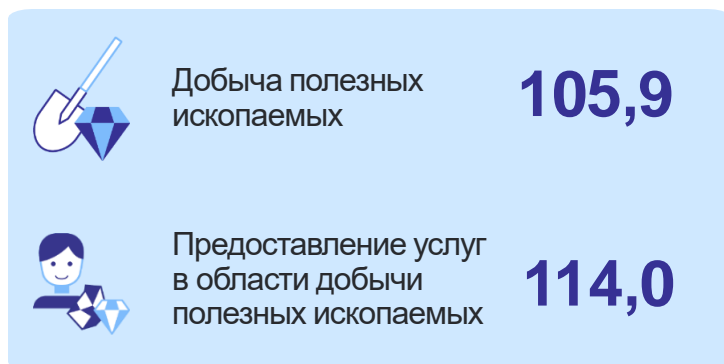 Добыча полезных
ископаемых
105,9
Предоставление услуг
в области добычи
полезных ископаемых
114,0